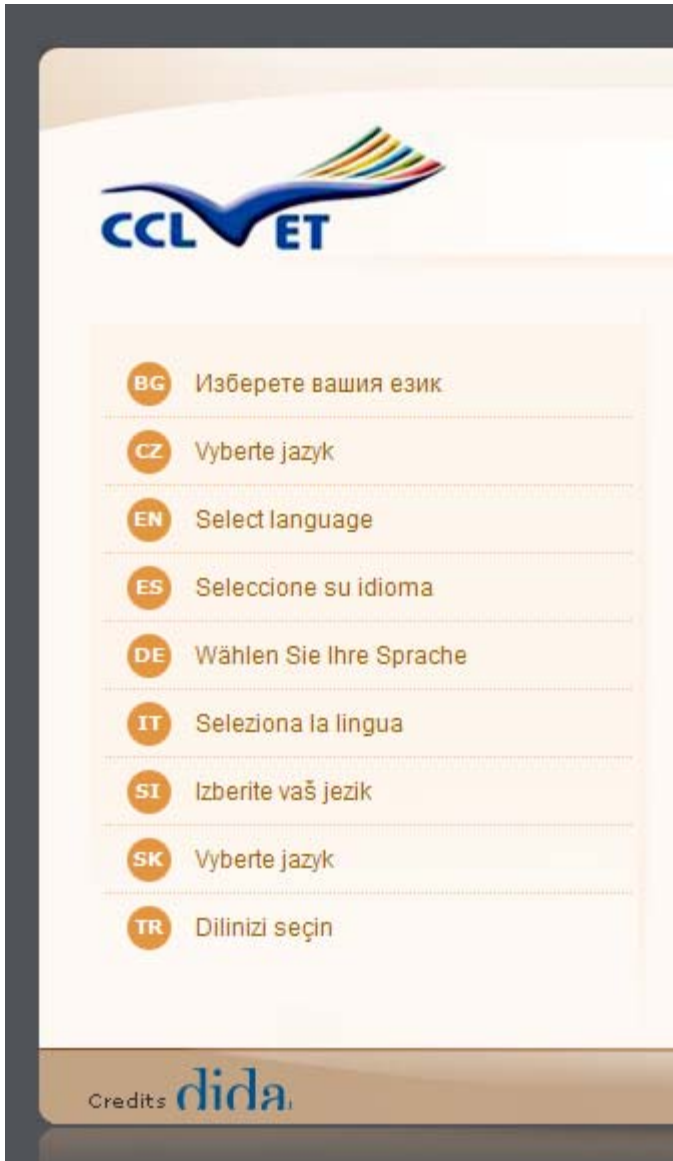 CCLVET
BG Изберете вашия език
CZ Vyberte jazyk
EN Select language
ES Seleccione su idioma
DE Wählen Sie Ihre Sprache
IT Seleziona la lingua
SI Izberite vaš jezik
SK Vyberte jazyk
TR Dilinizi seçin
Credits dida